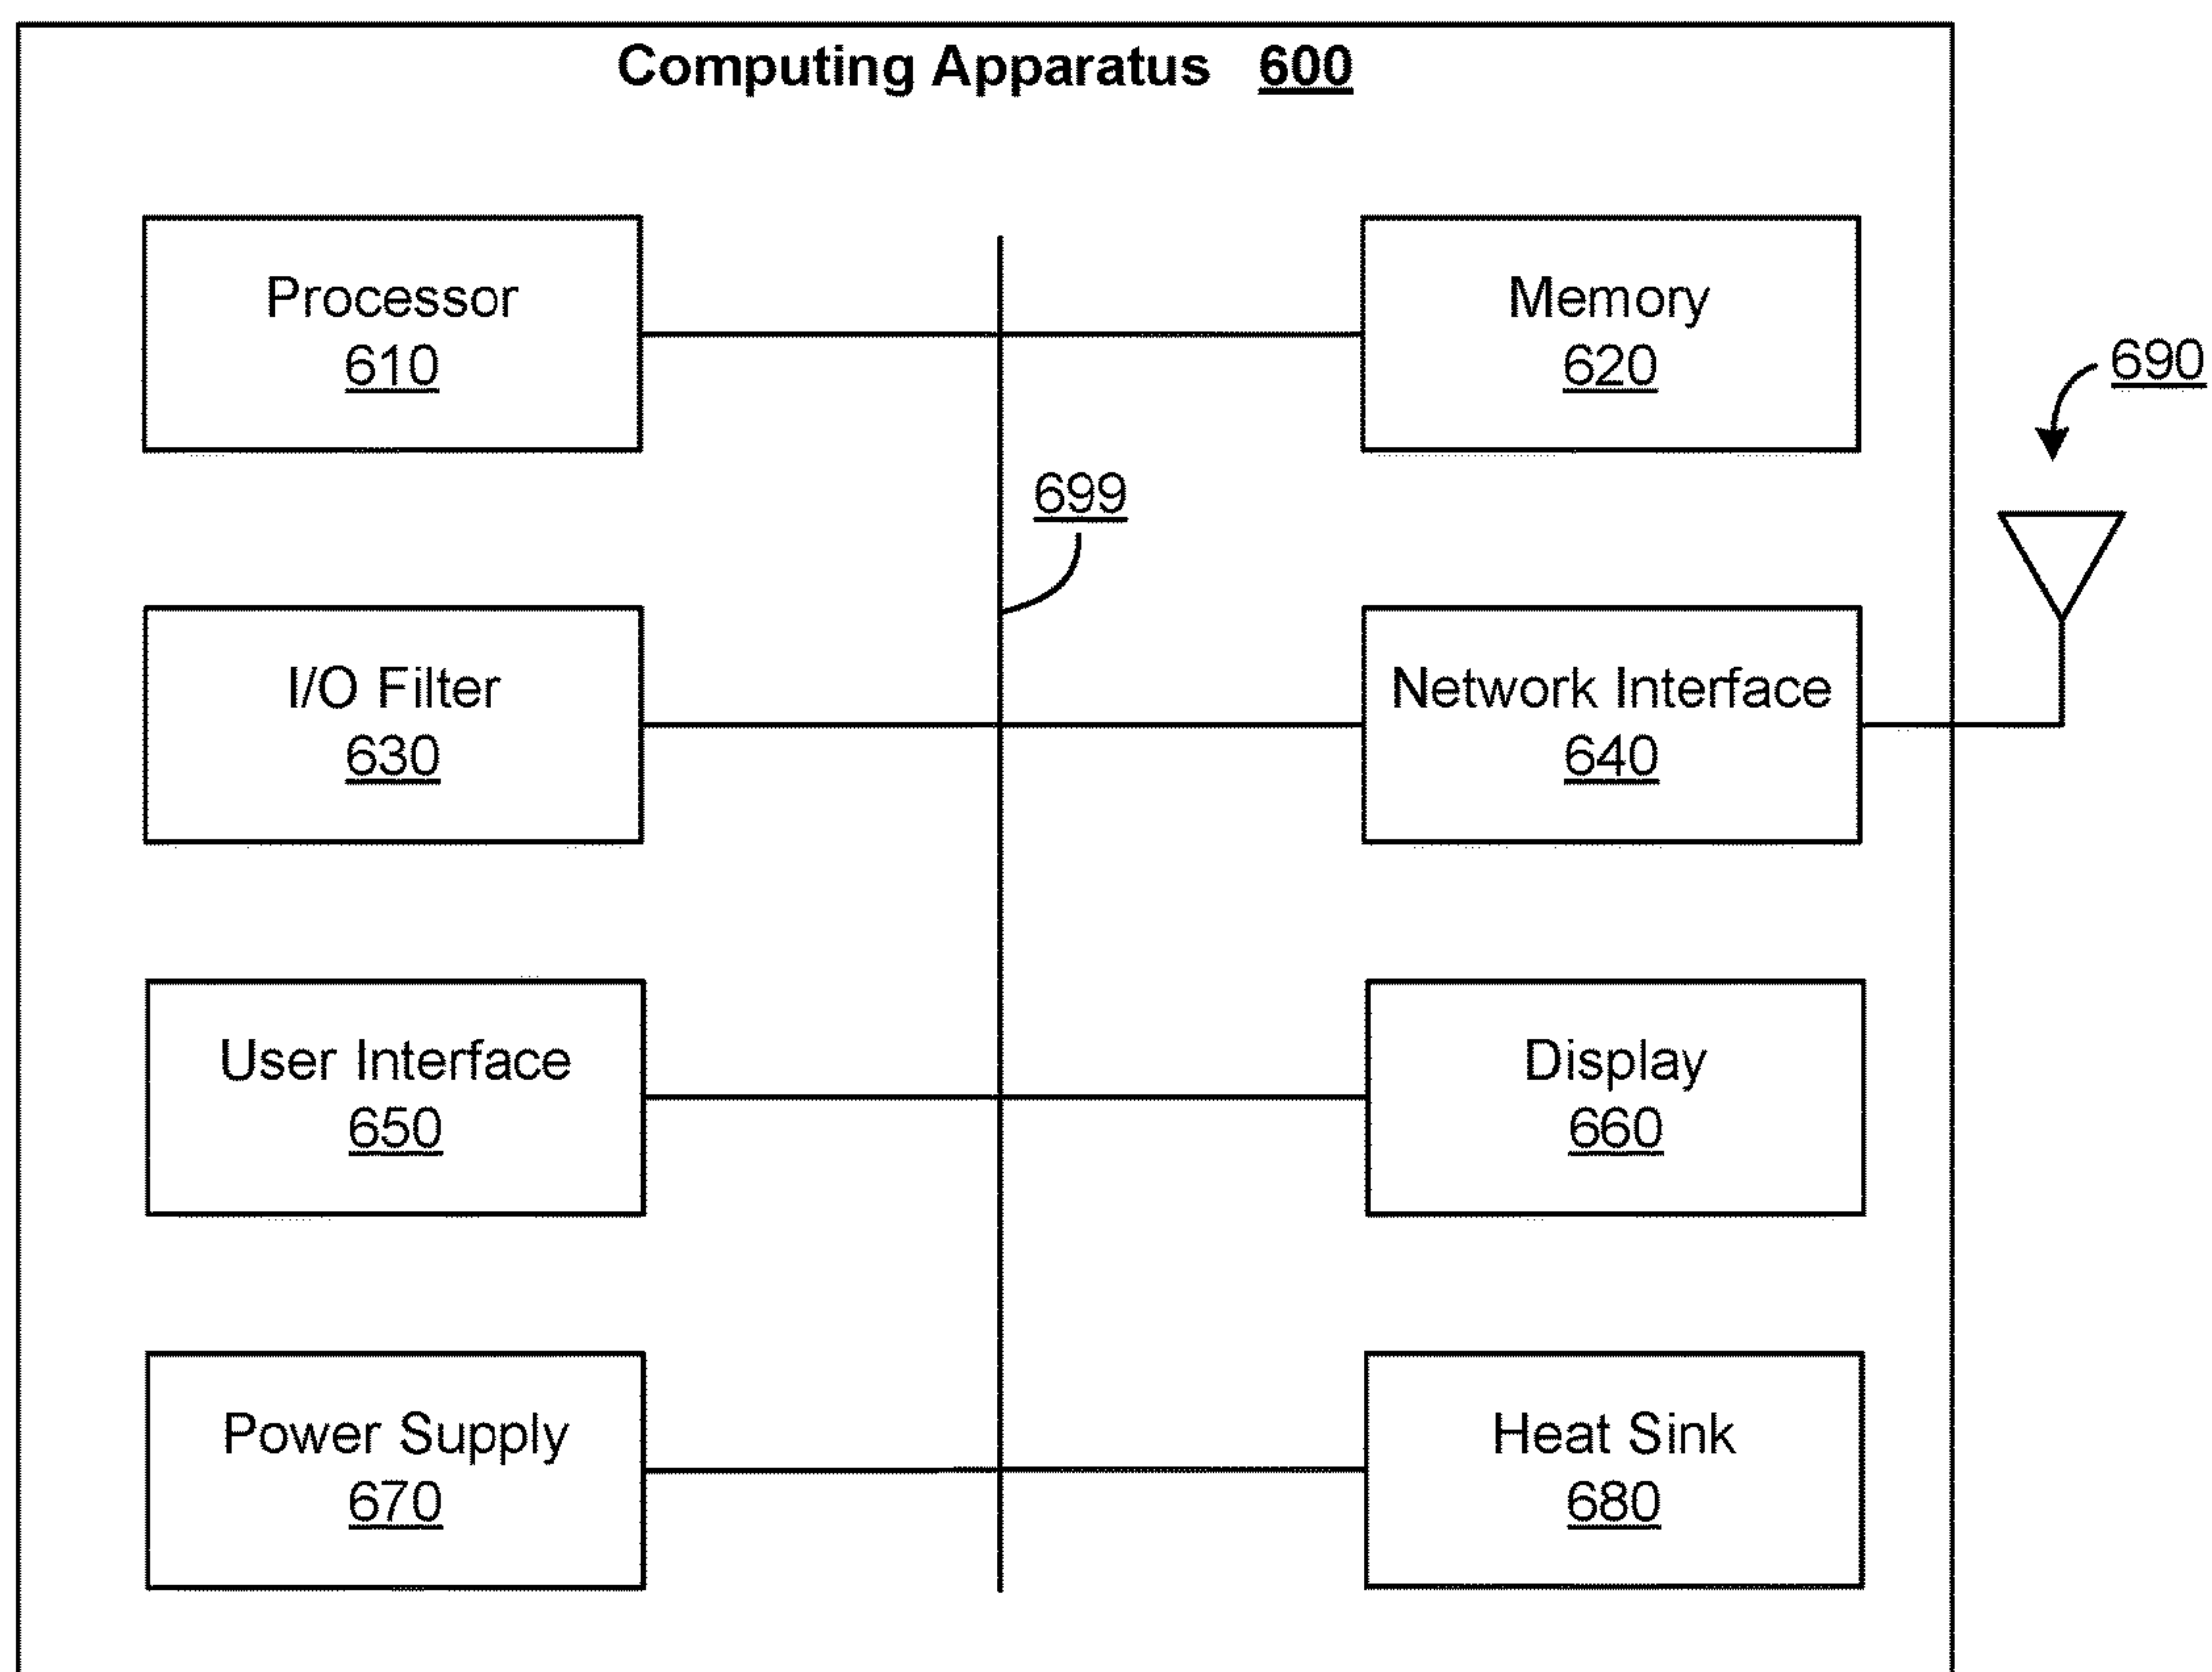 Computing Apparatus 600
Processor
610
Memory
620
690
699
I/O Filter
630
Network Interface
640
User Interface
650
Display
660
Power Supply
670
Heat Sink
680